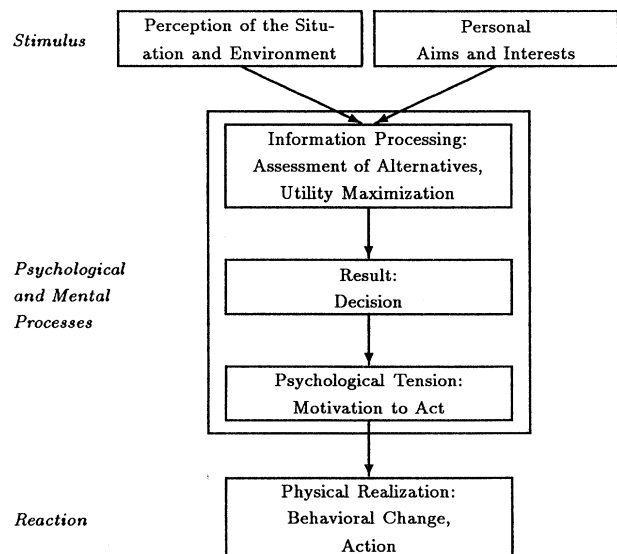 Stimulus
Perception of the Situ-
ation and Environment
Personal
Aims and Interests
Information Processing:
Assessment of Alternatives,
Utility Maximization
Psychological
and Mental
Processes
Result:
Decision
Psychological Tension:
Motivation to Act
Reaction
Physical Realization:
Behavioral Change,
Action